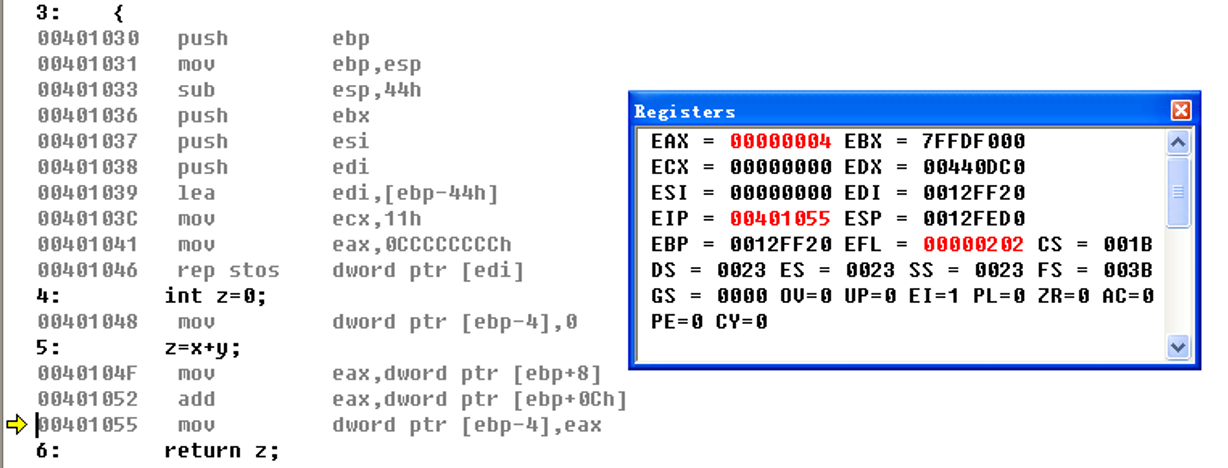 3: {
00401030 push ebp
00401031 mov ebp,esp
00401033 sub esp,44h
00401036 push ebx
00401037 push esi
00401038 push edi
00401039 lea edi,[ebp-44h]
0040103C mov ecx,11h
00401041 mov eax,0CCCCCCCCh
00401046 rep stos dword ptr [edi]
4: int z=0;
00401048 mov dword ptr [ebp-4],0
5: z=x+y;
0040104F mov eax,dword ptr [ebp+8]
00401052 add eax,dword ptr [ebp+0Ch]
00401055 mov dword ptr [ebp-4],eax
6: return z;
Registers
EAX = 00000004 EBX = 7FFDF000
ECX = 00000000 EDX = 00440DC0
ESI = 00000000 EDI = 0012FF20
EIP = 00401055 ESP = 0012FED0
EBP = 0012FF20 EFL = 00000202 CS = 001B
DS = 0023 ES = 0023 SS = 0023 FS = 003B
GS = 0000 OV=0 UP=0 EI=1 PL=0 ZR=0 AC=0
PE=0 CY=0